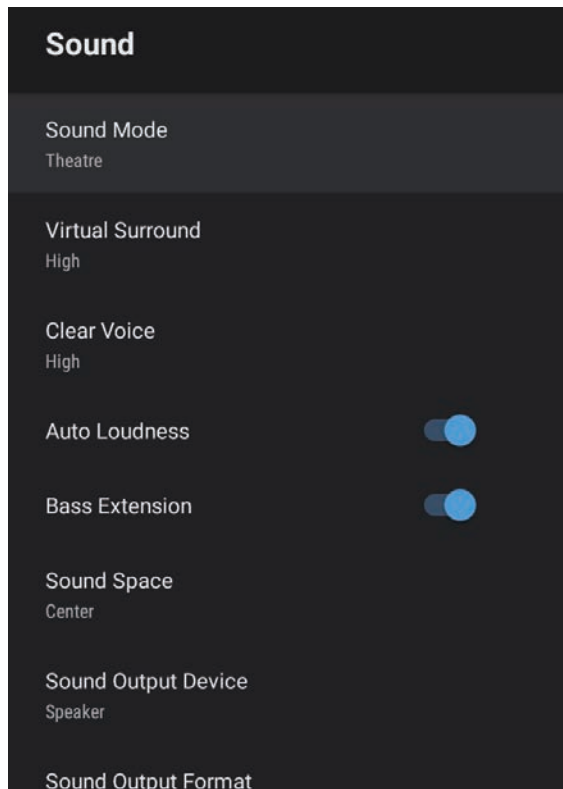 Sound
Sound Mode
Theatre
Virtual Surround
High
Clear Voice
High
Auto Loudness
Bass Extension
Sound Space
Center
Sound Output Device
Speaker
Sound Output Format